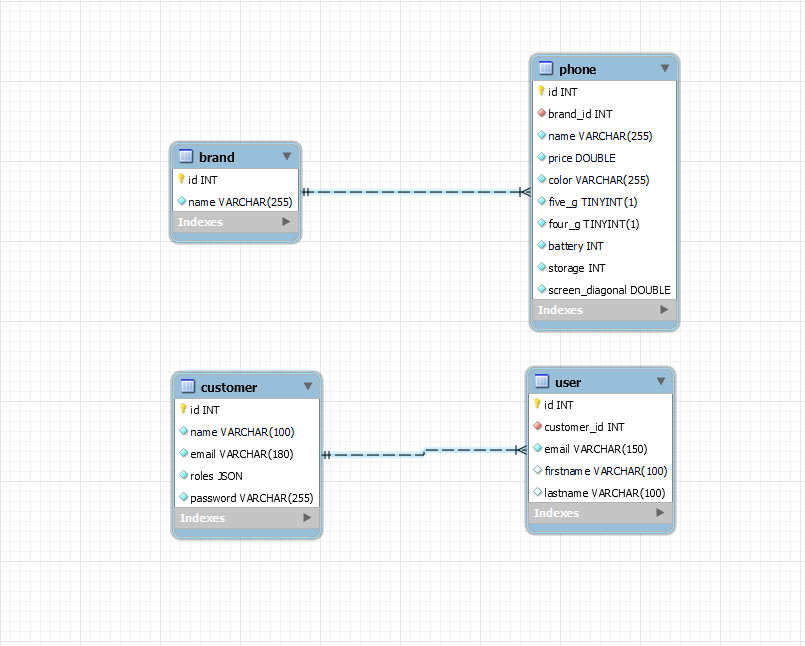 brand
id INT
name VARCHAR(255)
Indexes
phone
id INT
brand_id INT
name VARCHAR(255)
price DOUBLE
color VARCHAR(255)
five_g TINYINT(1)
four_g TINYINT(1)
battery INT
storage INT
screen_diagonal DOUBLE
Indexes
customer
id INT
name VARCHAR(100)
email VARCHAR(180)
roles JSON
password VARCHAR(255)
Indexes
user
id INT
customer_id INT
email VARCHAR(150)
firstname VARCHAR(100)
lastname VARCHAR(100)
Indexes